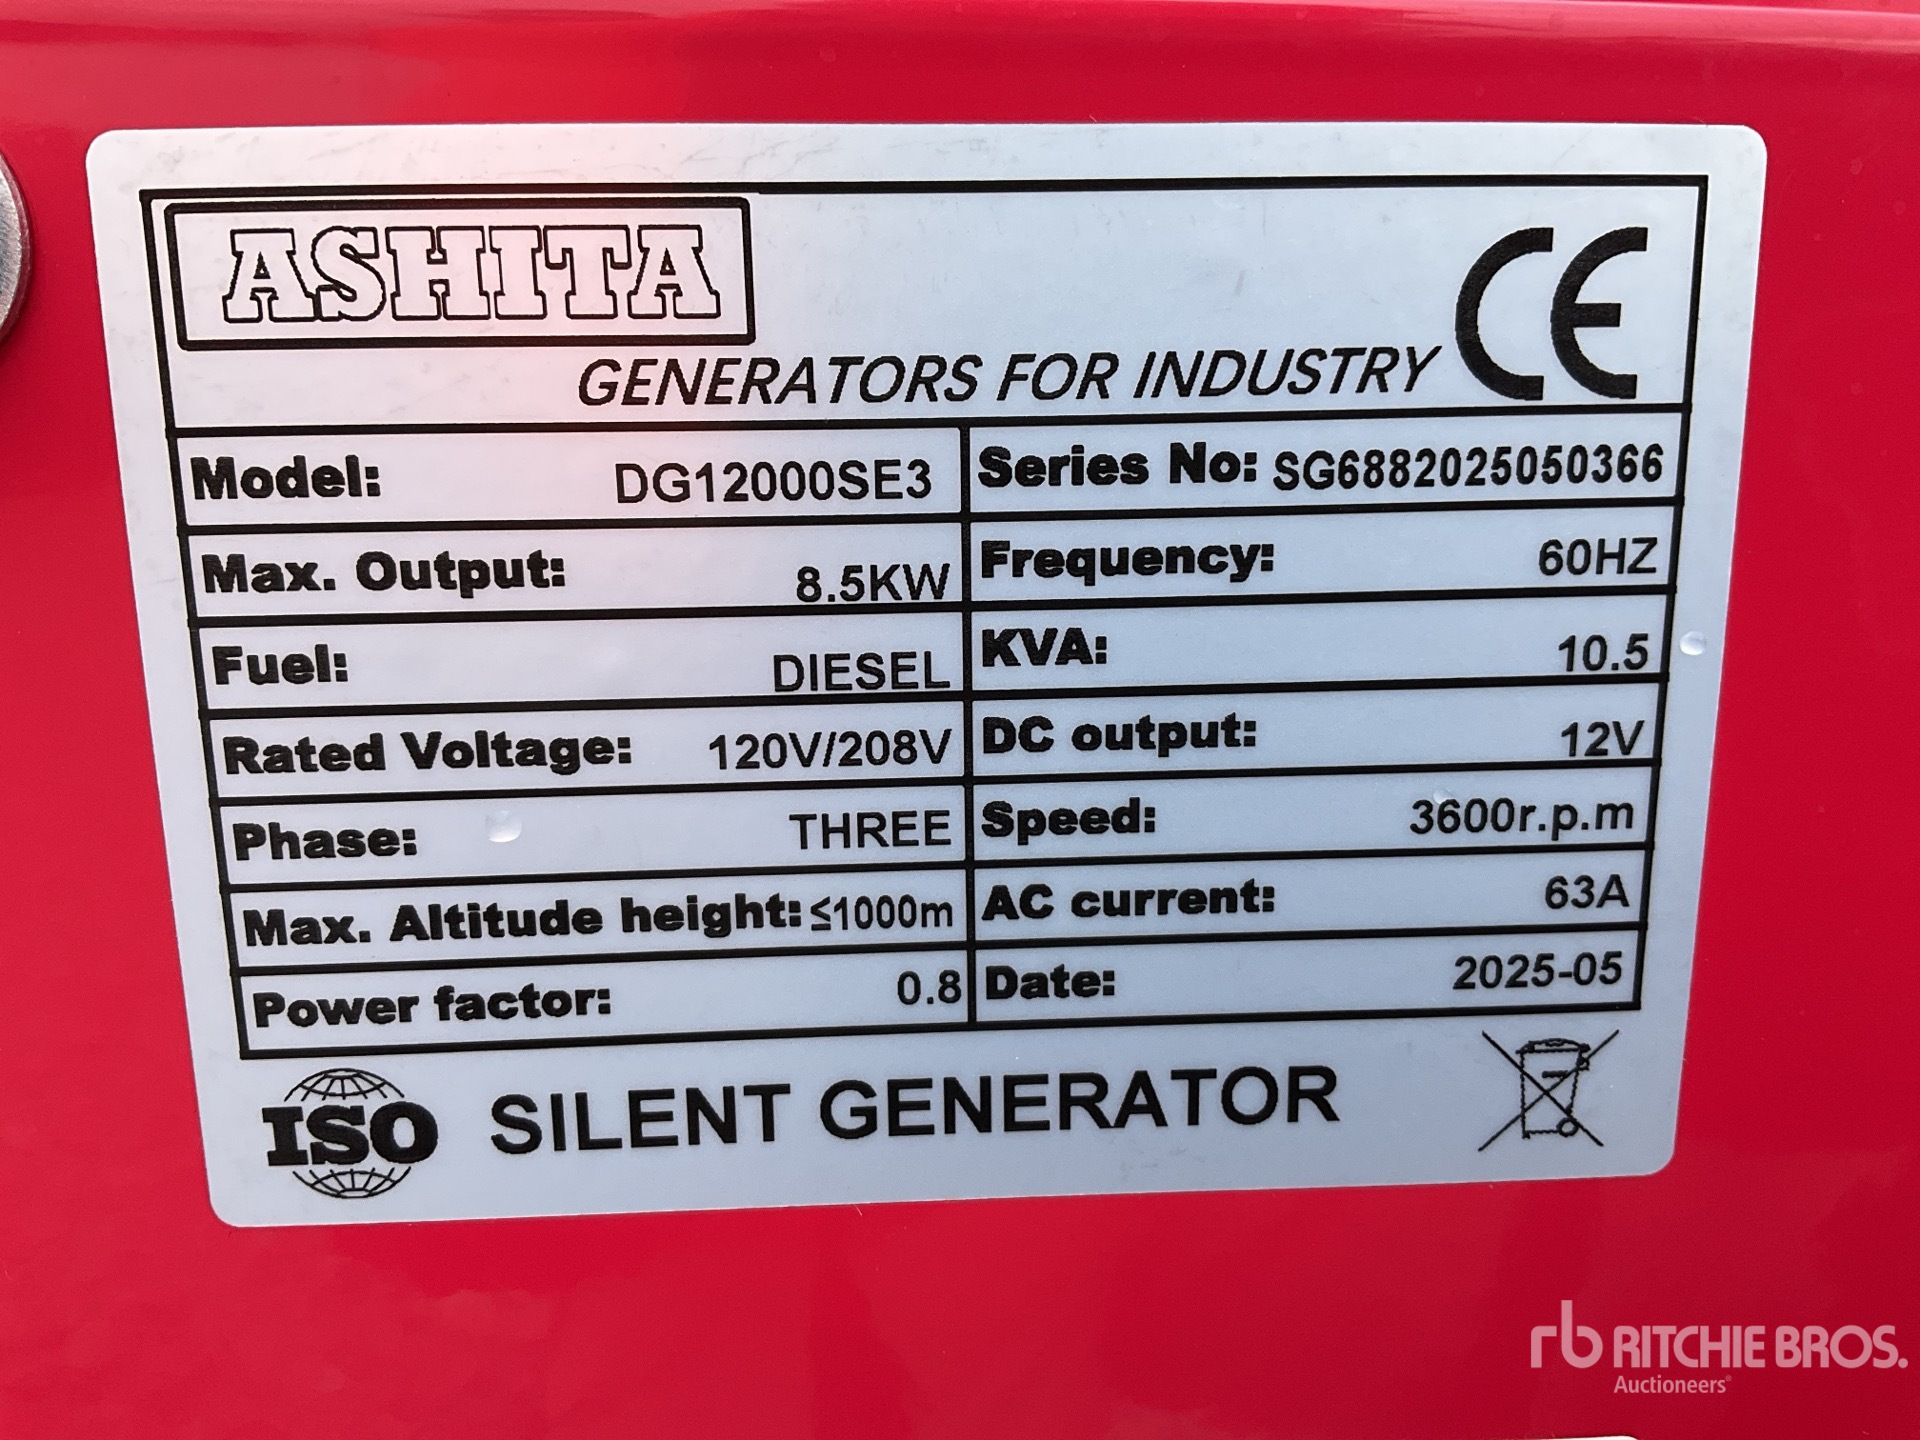 ASHITA
GENERATORS FOR INDUSTRY
CE
Model: DG12000SE3
Series No: SG6882025050366
Max. Output: 8.5KW
Frequency: 60HZ
Fuel: DIESEL
KVA: 10.5
Rated Voltage: 120V/208V
DC output: 12V
Phase: THREE
Speed: 3600r.p.m
Max. Altitude height: ≤1000m
AC current: 63A
Power factor: 0.8
Date: 2025-05
ISO
SILENT GENERATOR
rb RITCHIE BROS.
Auctioneers®